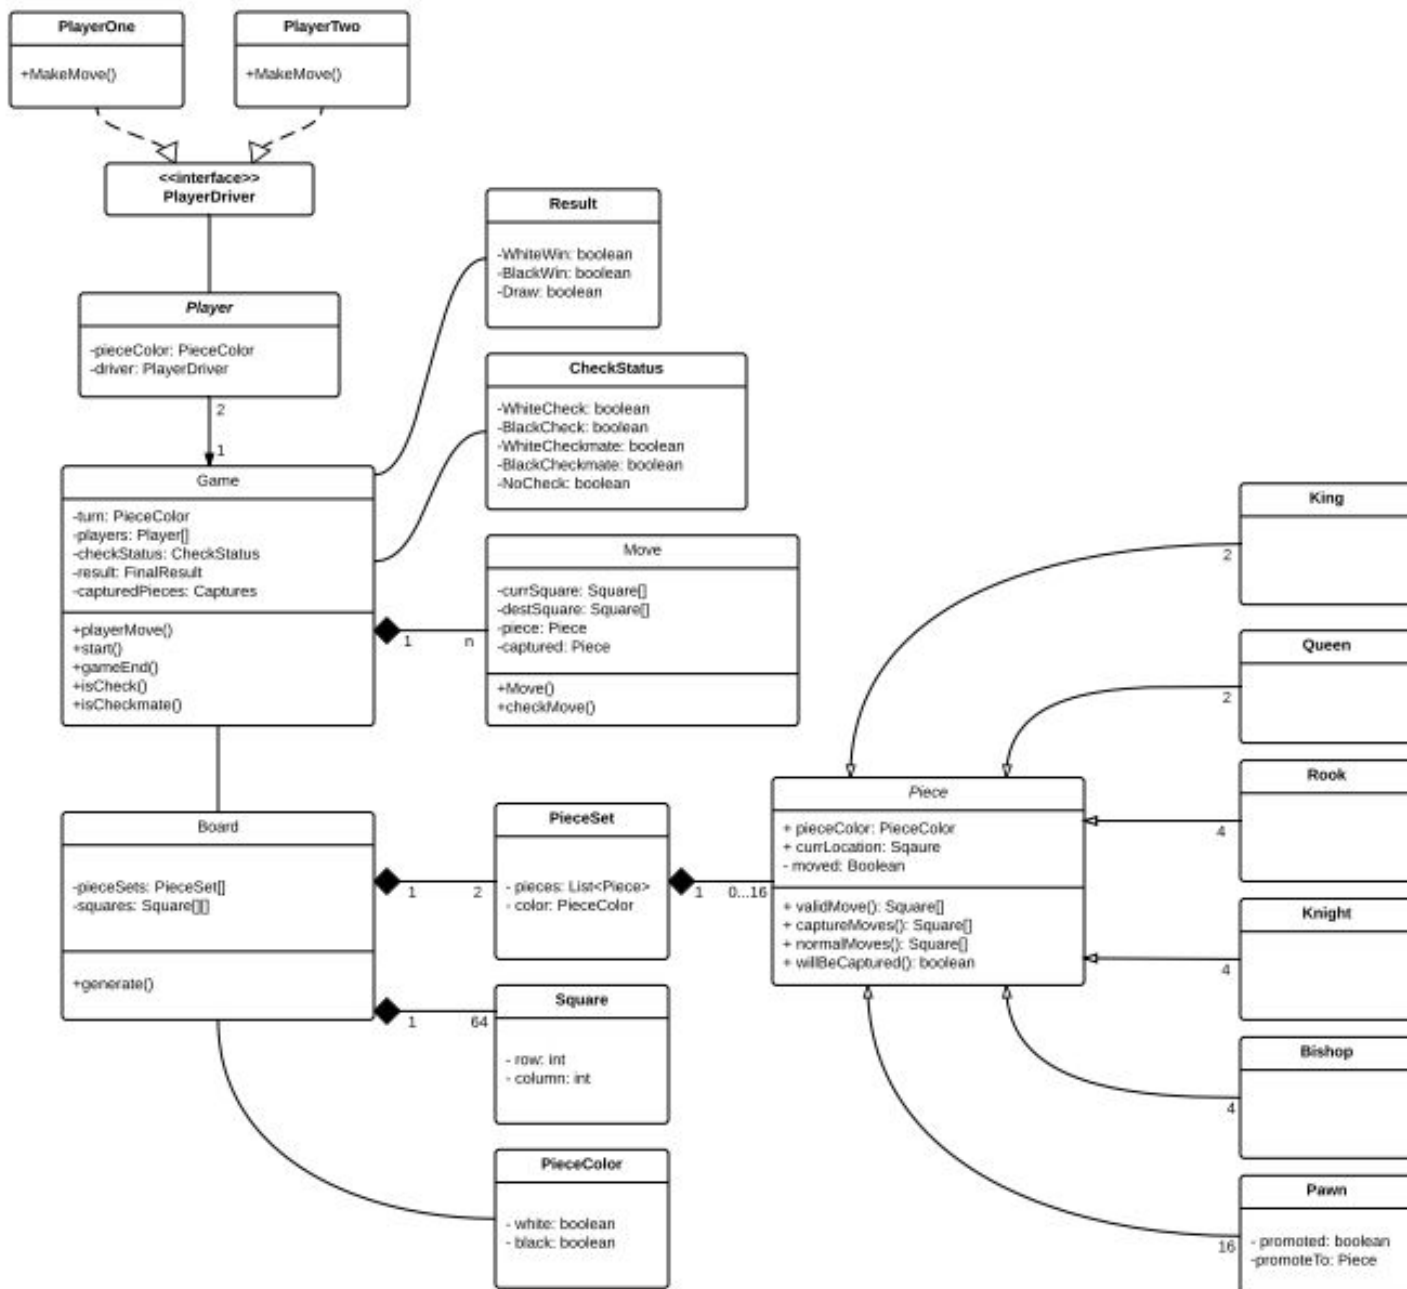 PlayerOne
+MakeMove()
PlayerTwo
+MakeMove()
<<interface>>
PlayerDriver
Player
-pieceColor: PieceColor
-driver: PlayerDriver
2
1
Result
-WhiteWin: boolean
-BlackWin: boolean
-Draw: boolean
CheckStatus
-WhiteCheck: boolean
-BlackCheck: boolean
-WhiteCheckmate: boolean
-BlackCheckmate: boolean
-NoCheck: boolean
Game
-turn: PieceColor
-players: Player[]
-checkStatus: CheckStatus
-result: FinalResult
-capturedPieces: Captures
+playerMove()
+start()
+gameEnd()
+isCheck()
+isCheckmate()
1
n
Move
-currSquare: Square[]
-destSquare: Square[]
-piece: Piece
-captured: Piece
+Move()
+checkMove()
Board
-pieceSets: PieceSet[]
-squares: Square[][]
+generate()
1
2
PieceSet
- pieces: List<Piece>
- color: PieceColor
1
0...16
1
64
Square
- row: int
- column: int
PieceColor
- white: boolean
- black: boolean
Piece
+ pieceColor: PieceColor
+ currLocation: Sqaure
- moved: Boolean
+ validMove(): Square[]
+ captureMoves(): Square[]
+ normalMoves(): Square[]
+ willBeCaptured(): boolean
King
2
Queen
2
Rook
4
Knight
4
Bishop
4
Pawn
16
- promoted: boolean
-promoteTo: Piece